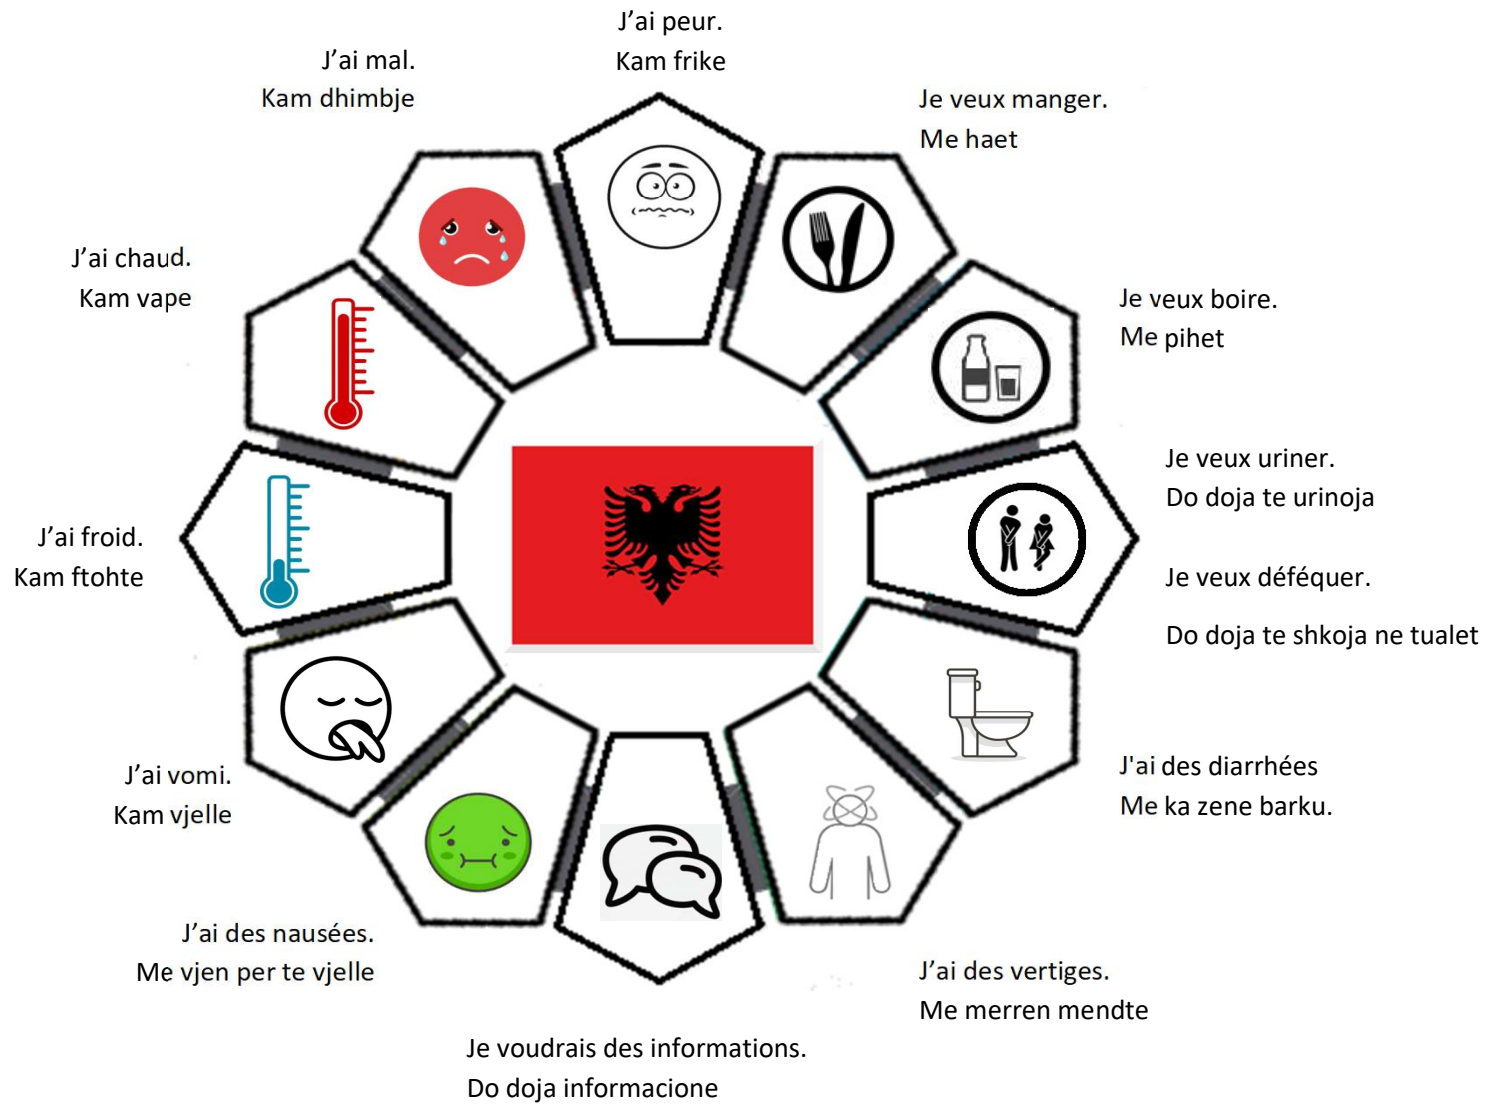 J’ai peur.
Kam frike
J’ai mal.
Kam dhimbje
Je veux manger.
Me haet
J’ai chaud.
Kam vape
Je veux boire.
Me pihet
Je veux uriner.
Do doja te urinoja
Je veux déféquer.
Do doja te shkoja ne tualet
J’ai froid.
Kam ftohte
J’ai vomi.
Kam vjelle
J'ai des diarrhées
Me ka zene barku.
J’ai des nausées.
Me vjen per te vjelle
J’ai des vertiges.
Me merren mendte
Je voudrais des informations.
Do doja informacione